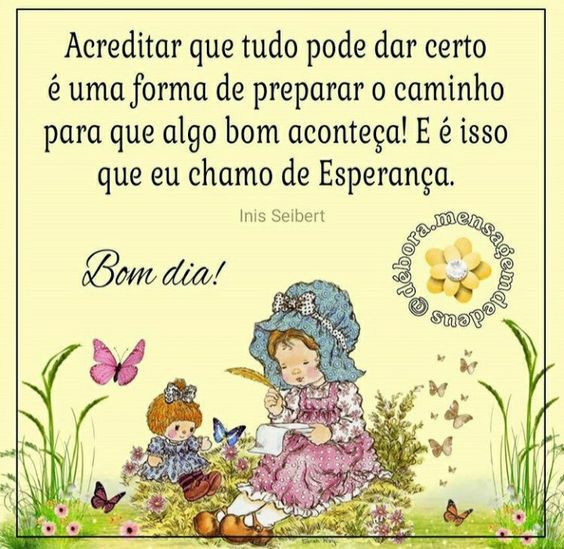 Acreditar que tudo pode dar certo
é uma forma de preparar o caminho
para que algo bom aconteça! E é isso
que eu chamo de Esperança.
Inis Seibert
@débora.mensagemdedeus
Bom dia!